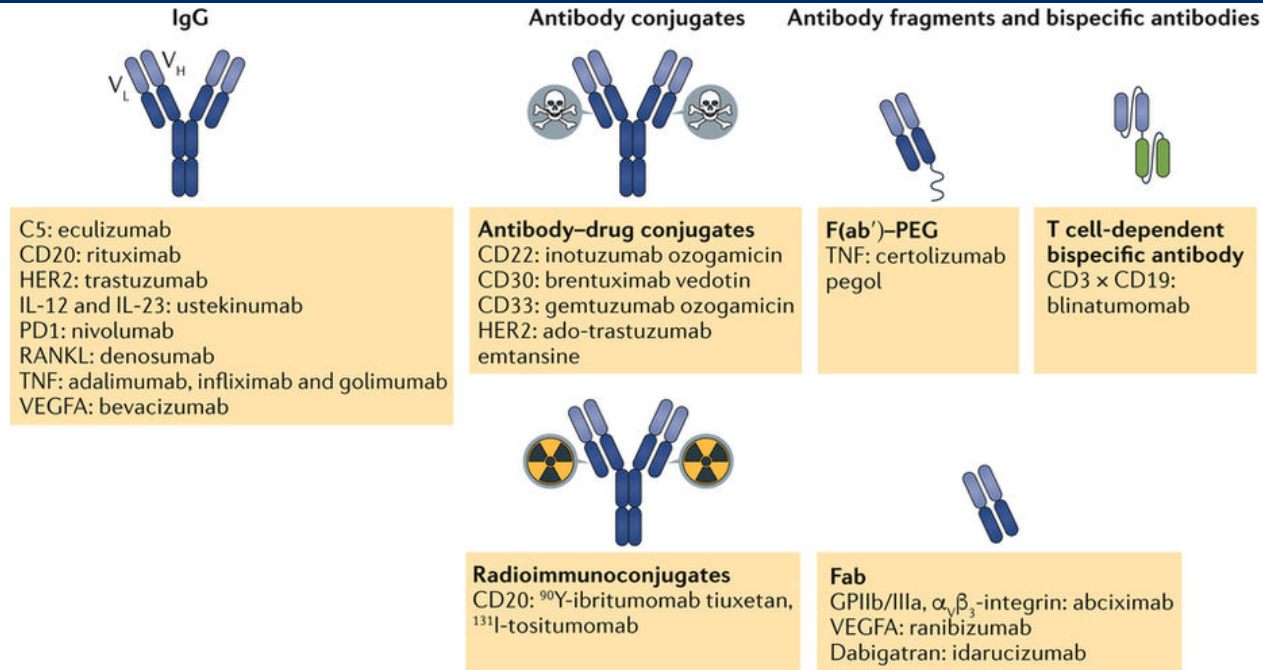 IgG
V_L
V_H
C5: eculizumab
CD20: rituximab
HER2: trastuzumab
IL-12 and IL-23: ustekinumab
PD1: nivolumab
RANKL: denosumab
TNF: adalimumab, infliximab and golimumab
VEGFA: bevacizumab
Antibody conjugates
Antibody–drug conjugates
CD22: inotuzumab ozogamicin
CD30: brentuximab vedotin
CD33: gemtuzumab ozogamicin
HER2: ado-trastuzumab
emtansine
Radioimmunoconjugates
CD20: ⁹⁰Y-ibritumomab tiuxetan,
¹³¹I-tositumomab
Antibody fragments and bispecific antibodies
F(ab′)–PEG
TNF: certolizumab
pegol
T cell-dependent
bispecific antibody
CD3 × CD19:
blinatumomab
Fab
GPIIb/IIIa, αᵥβ₃-integrin: abciximab
VEGFA: ranibizumab
Dabigatran: idarucizumab